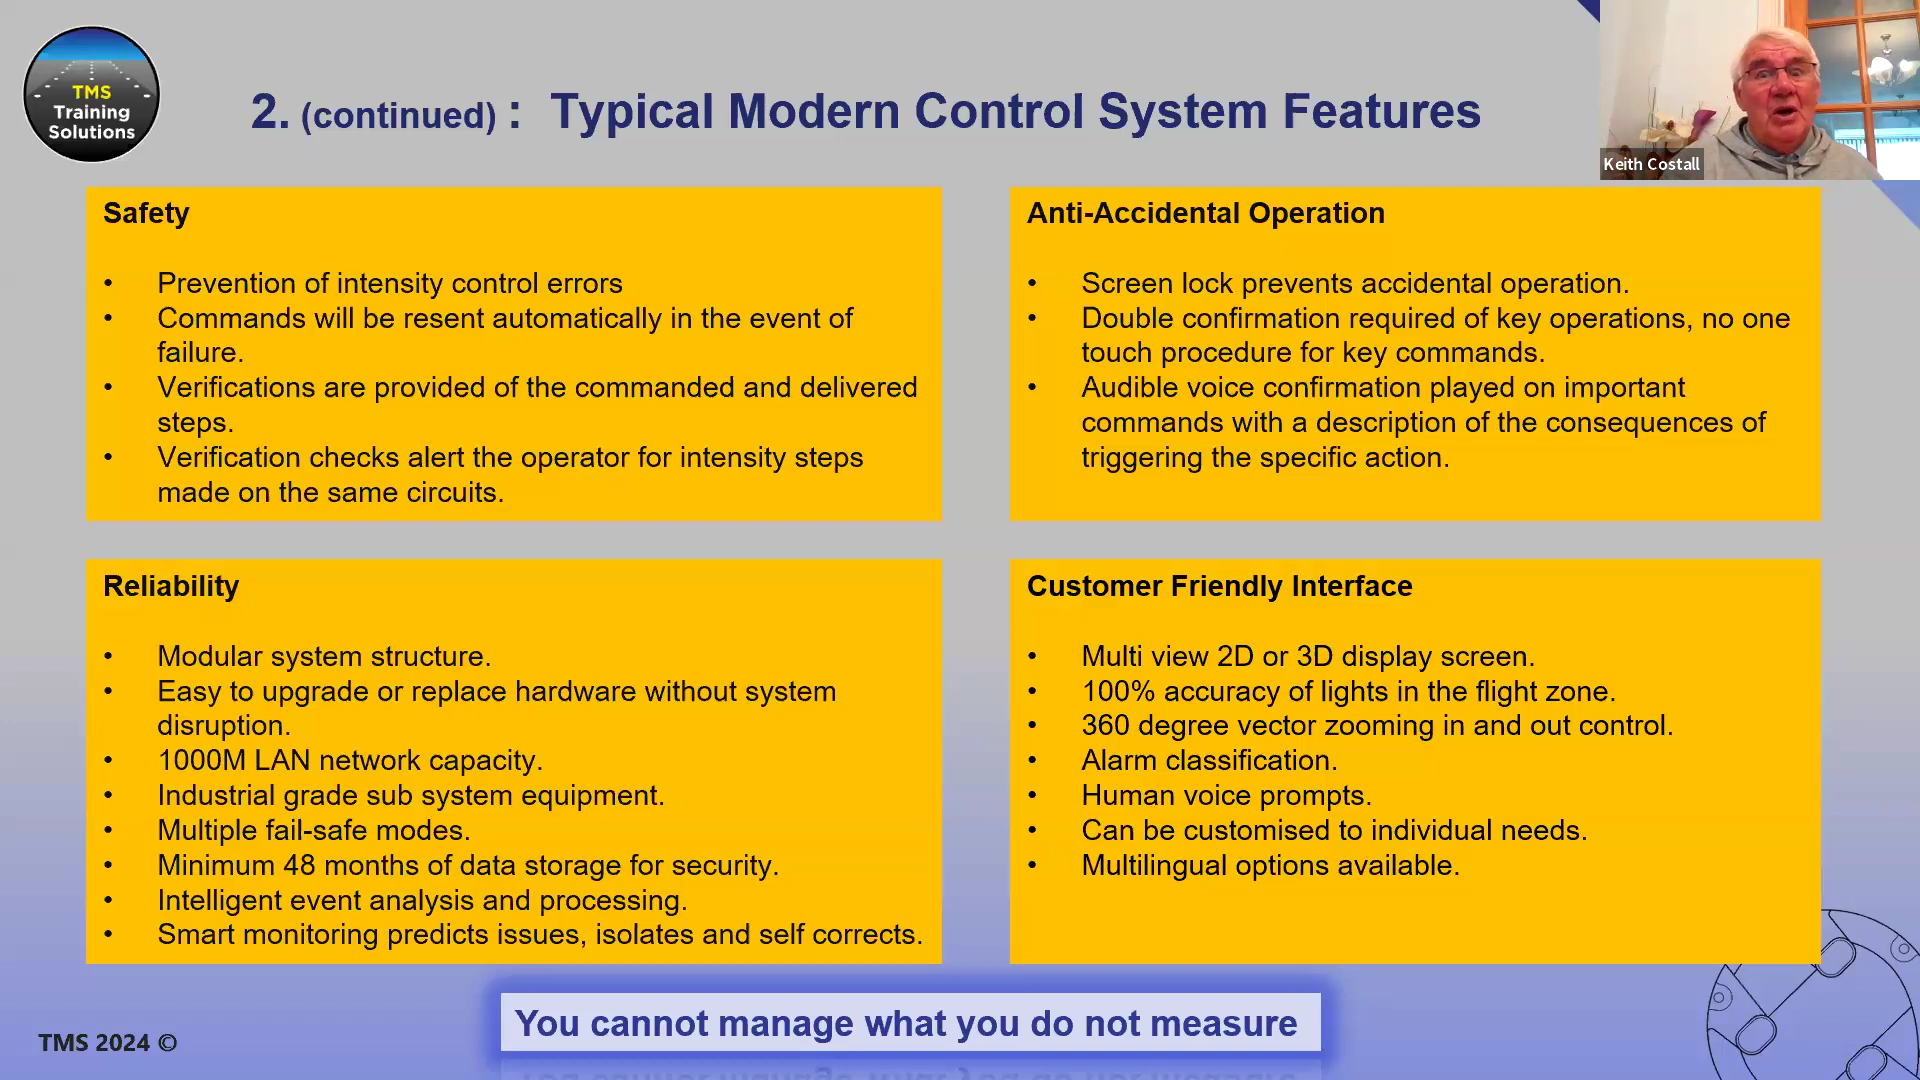 TMS
Training
Solutions
2. (continued) : Typical Modern Control System Features
Keith Costall
Safety
• Prevention of intensity control errors
• Commands will be resent automatically in the event of
failure.
• Verifications are provided of the commanded and delivered
steps.
• Verification checks alert the operator for intensity steps
made on the same circuits.
Anti-Accidental Operation
• Screen lock prevents accidental operation.
• Double confirmation required of key operations, no one
touch procedure for key commands.
• Audible voice confirmation played on important
commands with a description of the consequences of
triggering the specific action.
Reliability
• Modular system structure.
• Easy to upgrade or replace hardware without system
disruption.
• 1000M LAN network capacity.
• Industrial grade sub system equipment.
• Multiple fail-safe modes.
• Minimum 48 months of data storage for security.
• Intelligent event analysis and processing.
• Smart monitoring predicts issues, isolates and self corrects.
Customer Friendly Interface
• Multi view 2D or 3D display screen.
• 100% accuracy of lights in the flight zone.
• 360 degree vector zooming in and out control.
• Alarm classification.
• Human voice prompts.
• Can be customised to individual needs.
• Multilingual options available.
You cannot manage what you do not measure
TMS 2024 ©